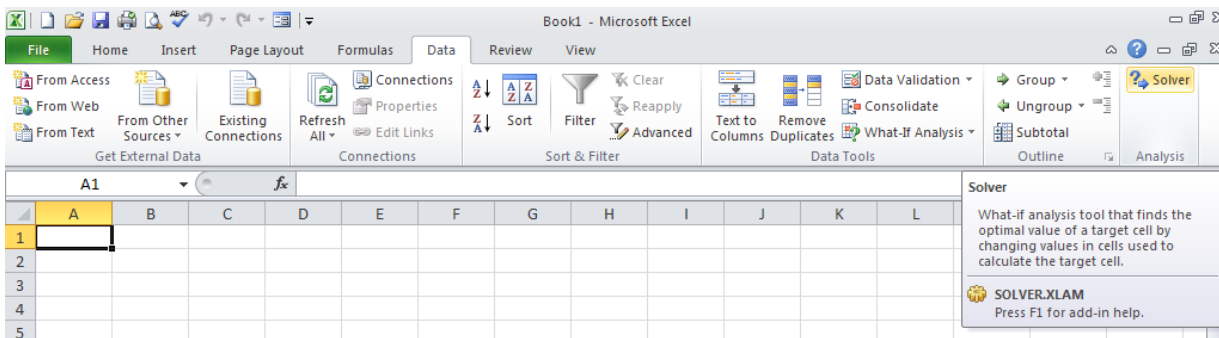 Book1 - Microsoft Excel
File Home Insert Page Layout Formulas Data Review View
From Access
From Web
From Text
From Other
Sources
Existing
Connections
Get External Data
Refresh
All
Connections
Properties
Edit Links
Connections
Sort
Filter
Clear
Reapply
Advanced
Sort & Filter
Text to
Columns
Remove
Duplicates
Data Validation
Consolidate
What-If Analysis
Data Tools
Group
Ungroup
Subtotal
Outline
Solver
Analysis
A1 fx
A B C D E F G H I J K L
1
2
3
4
5
Solver
What-if analysis tool that finds the
optimal value of a target cell by
changing values in cells used to
calculate the target cell.
SOLVER.XLAM
Press F1 for add-in help.